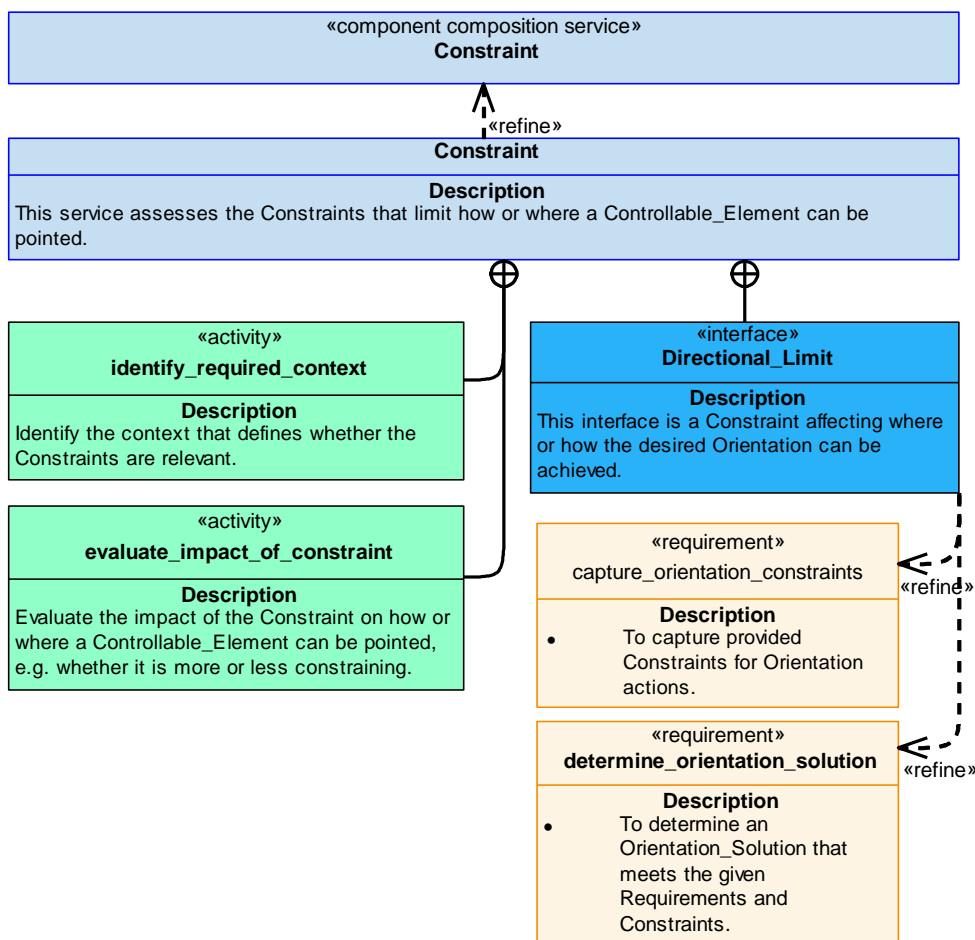 «component composition service»
Constraint
«refine»
Constraint
Description
This service assesses the Constraints that limit how or where a Controllable_Element can be
pointed.
«activity»
identify_required_context
Description
Identify the context that defines whether the
Constraints are relevant.
«interface»
Directional_Limit
Description
This interface is a Constraint affecting where
or how the desired Orientation can be
achieved.
«activity»
evaluate_impact_of_constraint
Description
Evaluate the impact of the Constraint on how or
where a Controllable_Element can be pointed,
e.g. whether it is more or less constraining.
«requirement»
capture_orientation_constraints
«refine»
Description
• To capture provided
Constraints for Orientation
actions.
«requirement»
determine_orientation_solution
«refine»
Description
• To determine an
Orientation_Solution that
meets the given
Requirements and
Constraints.